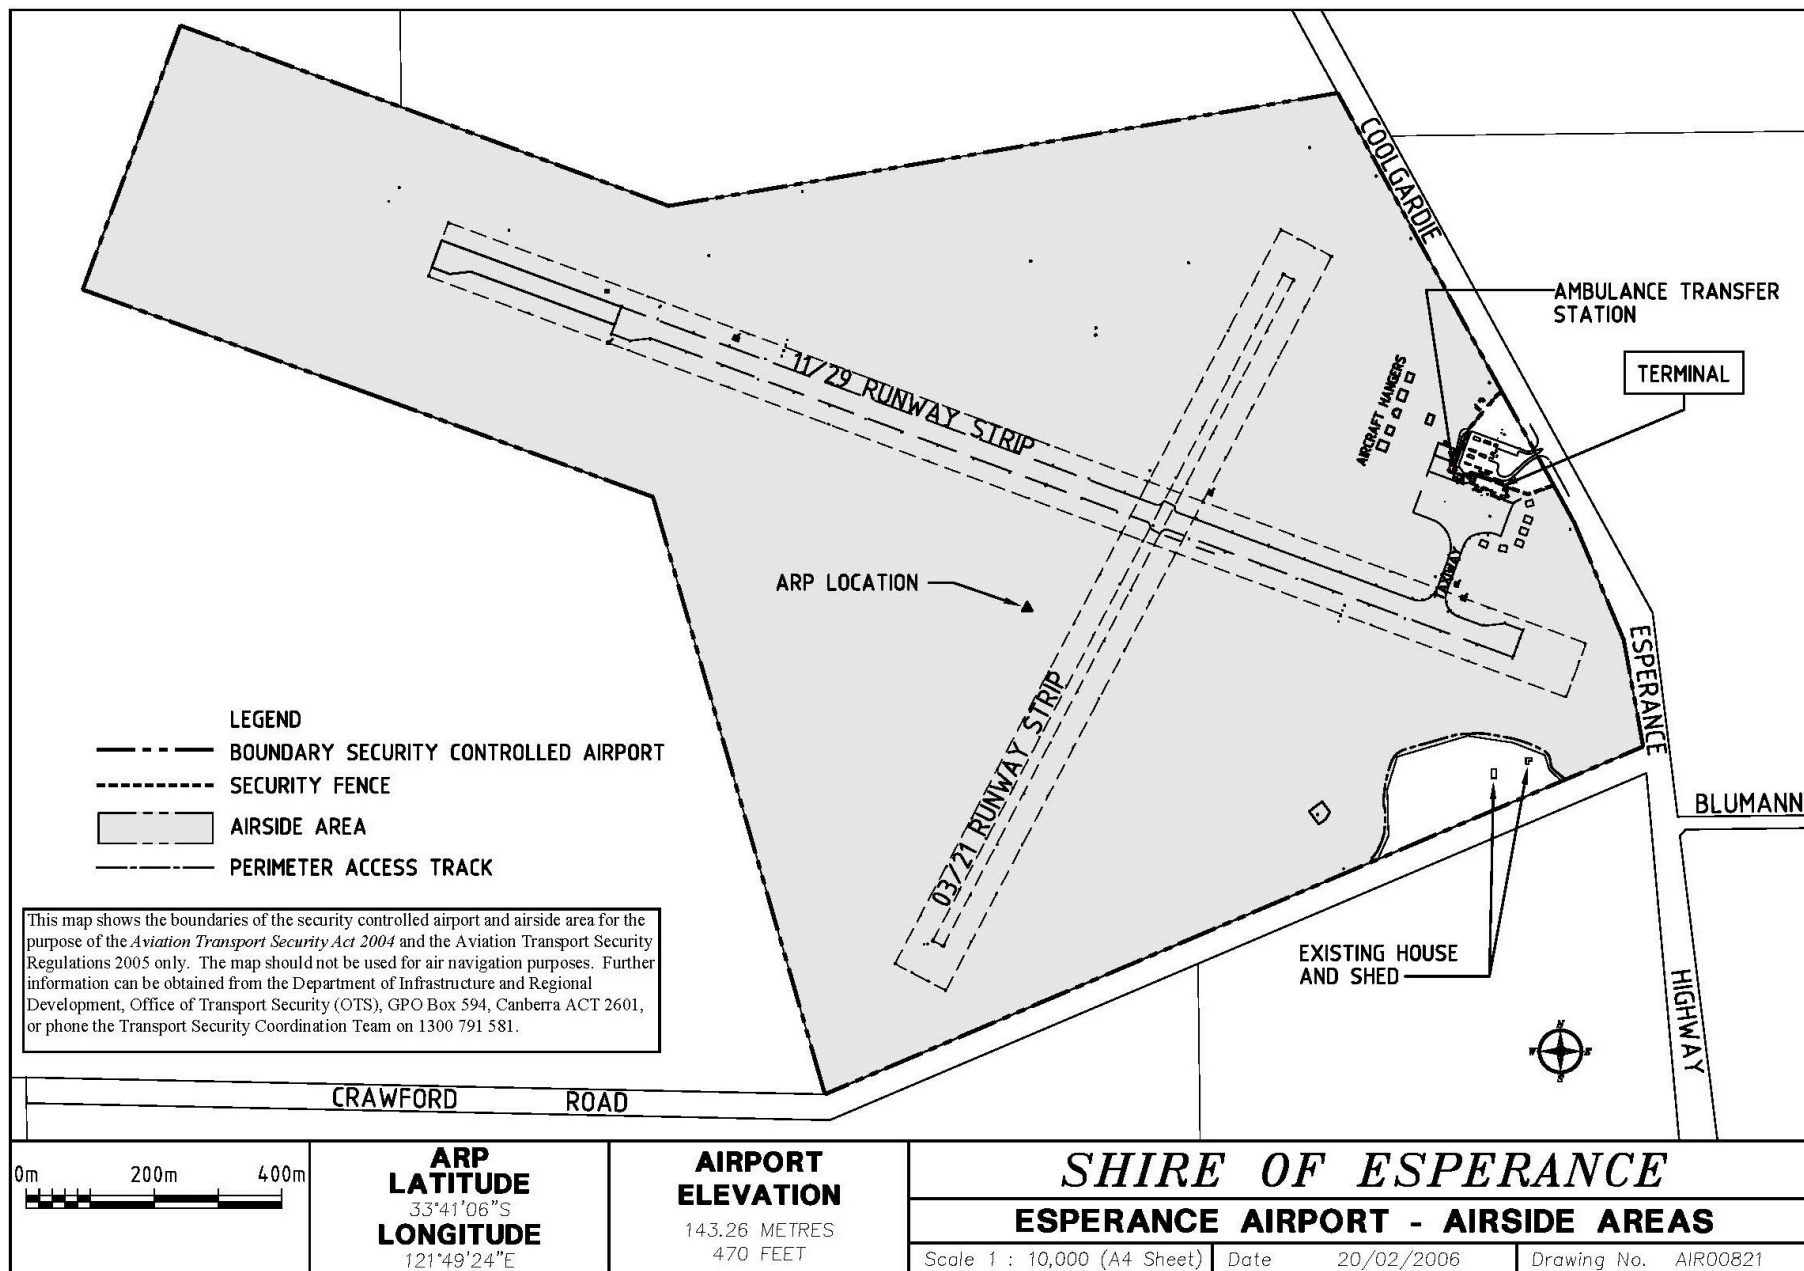 COOLGARDIE
AMBULANCE TRANSFER
STATION
TERMINAL
AIRCRAFT HANGERS
11/29 RUNWAY STRIP
ARP LOCATION
TAXIWAY
ESPERANCE
03/21 RUNWAY STRIP
BLUMANN
EXISTING HOUSE
AND SHED
HIGHWAY
N
W
E
S
LEGEND
BOUNDARY SECURITY CONTROLLED AIRPORT
SECURITY FENCE
AIRSIDE AREA
PERIMETER ACCESS TRACK
This map shows the boundaries of the security controlled airport and airside area for the
purpose of the Aviation Transport Security Act 2004 and the Aviation Transport Security
Regulations 2005 only. The map should not be used for air navigation purposes. Further
information can be obtained from the Department of Infrastructure and Regional
Development, Office of Transport Security (OTS), GPO Box 594, Canberra ACT 2601,
or phone the Transport Security Coordination Team on 1300 791 581.
CRAWFORD ROAD
0m 200m 400m
ARP
LATITUDE
33°41'06"S
LONGITUDE
121°49'24"E
AIRPORT
ELEVATION
143.26 METRES
470 FEET
SHIRE OF ESPERANCE
ESPERANCE AIRPORT - AIRSIDE AREAS
Scale 1 : 10,000 (A4 Sheet) Date 20/02/2006 Drawing No. AIR00821